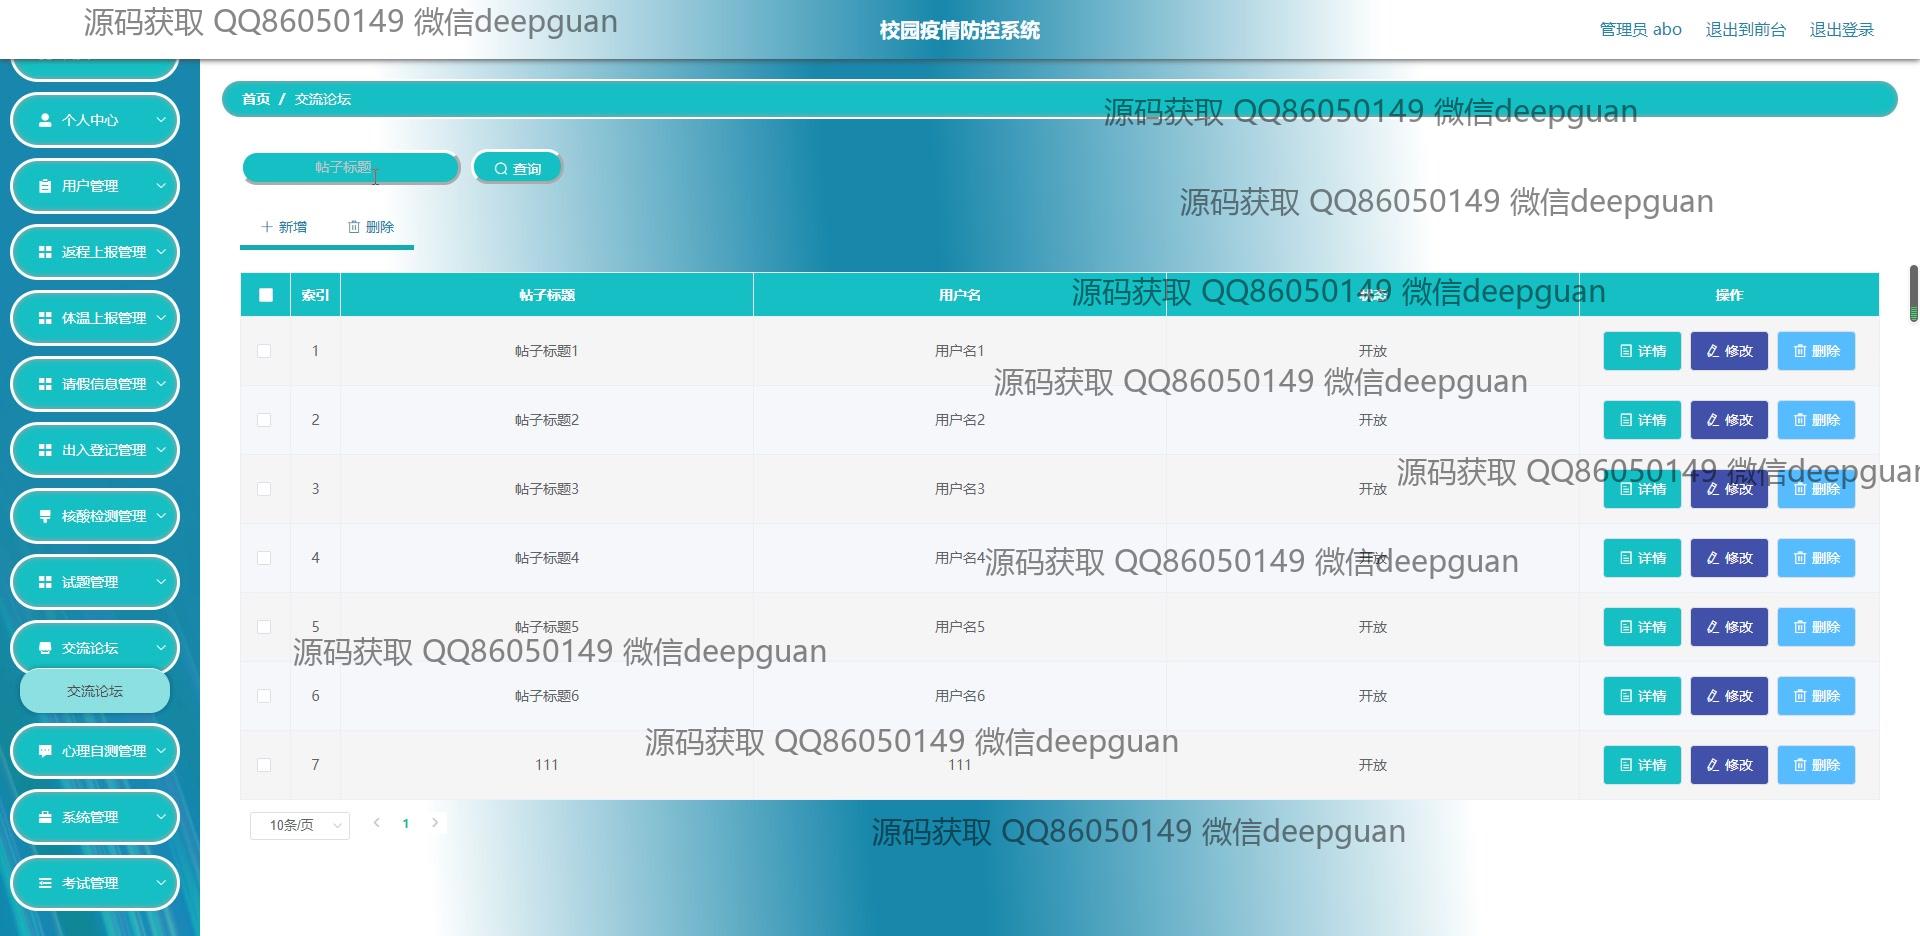 源码获取 QQ86050149 微信deepguan
校园疫情防控系统
管理员 abo 退出到前台 退出登录
个人中心
用户管理
返程上报管理
体温上报管理
请假信息管理
出入登记管理
核酸检测管理
试题管理
交流论坛
交流论坛
心理自测管理
系统管理
考试管理
首页 / 交流论坛
源码获取 QQ86050149 微信deepguan
帖子标题 查询
源码获取 QQ86050149 微信deepguan
新增 删除
索引 帖子标题 用户名 状态 操作
源码获取 QQ86050149 微信deepguan
1 帖子标题1 用户名1 开放 详情 修改 删除
源码获取 QQ86050149 微信deepguan
2 帖子标题2 用户名2 开放 详情 修改 删除
源码获取 QQ86050149 微信deepguan
3 帖子标题3 用户名3 开放 详情 修改 删除
4 帖子标题4 用户名4 开放 详情 修改 删除
源码获取 QQ86050149 微信deepguan
5 帖子标题5 用户名5 开放 详情 修改 删除
源码获取 QQ86050149 微信deepguan
6 帖子标题6 用户名6 开放 详情 修改 删除
源码获取 QQ86050149 微信deepguan
7 111 111 开放 详情 修改 删除
10条/页 1
源码获取 QQ86050149 微信deepguan